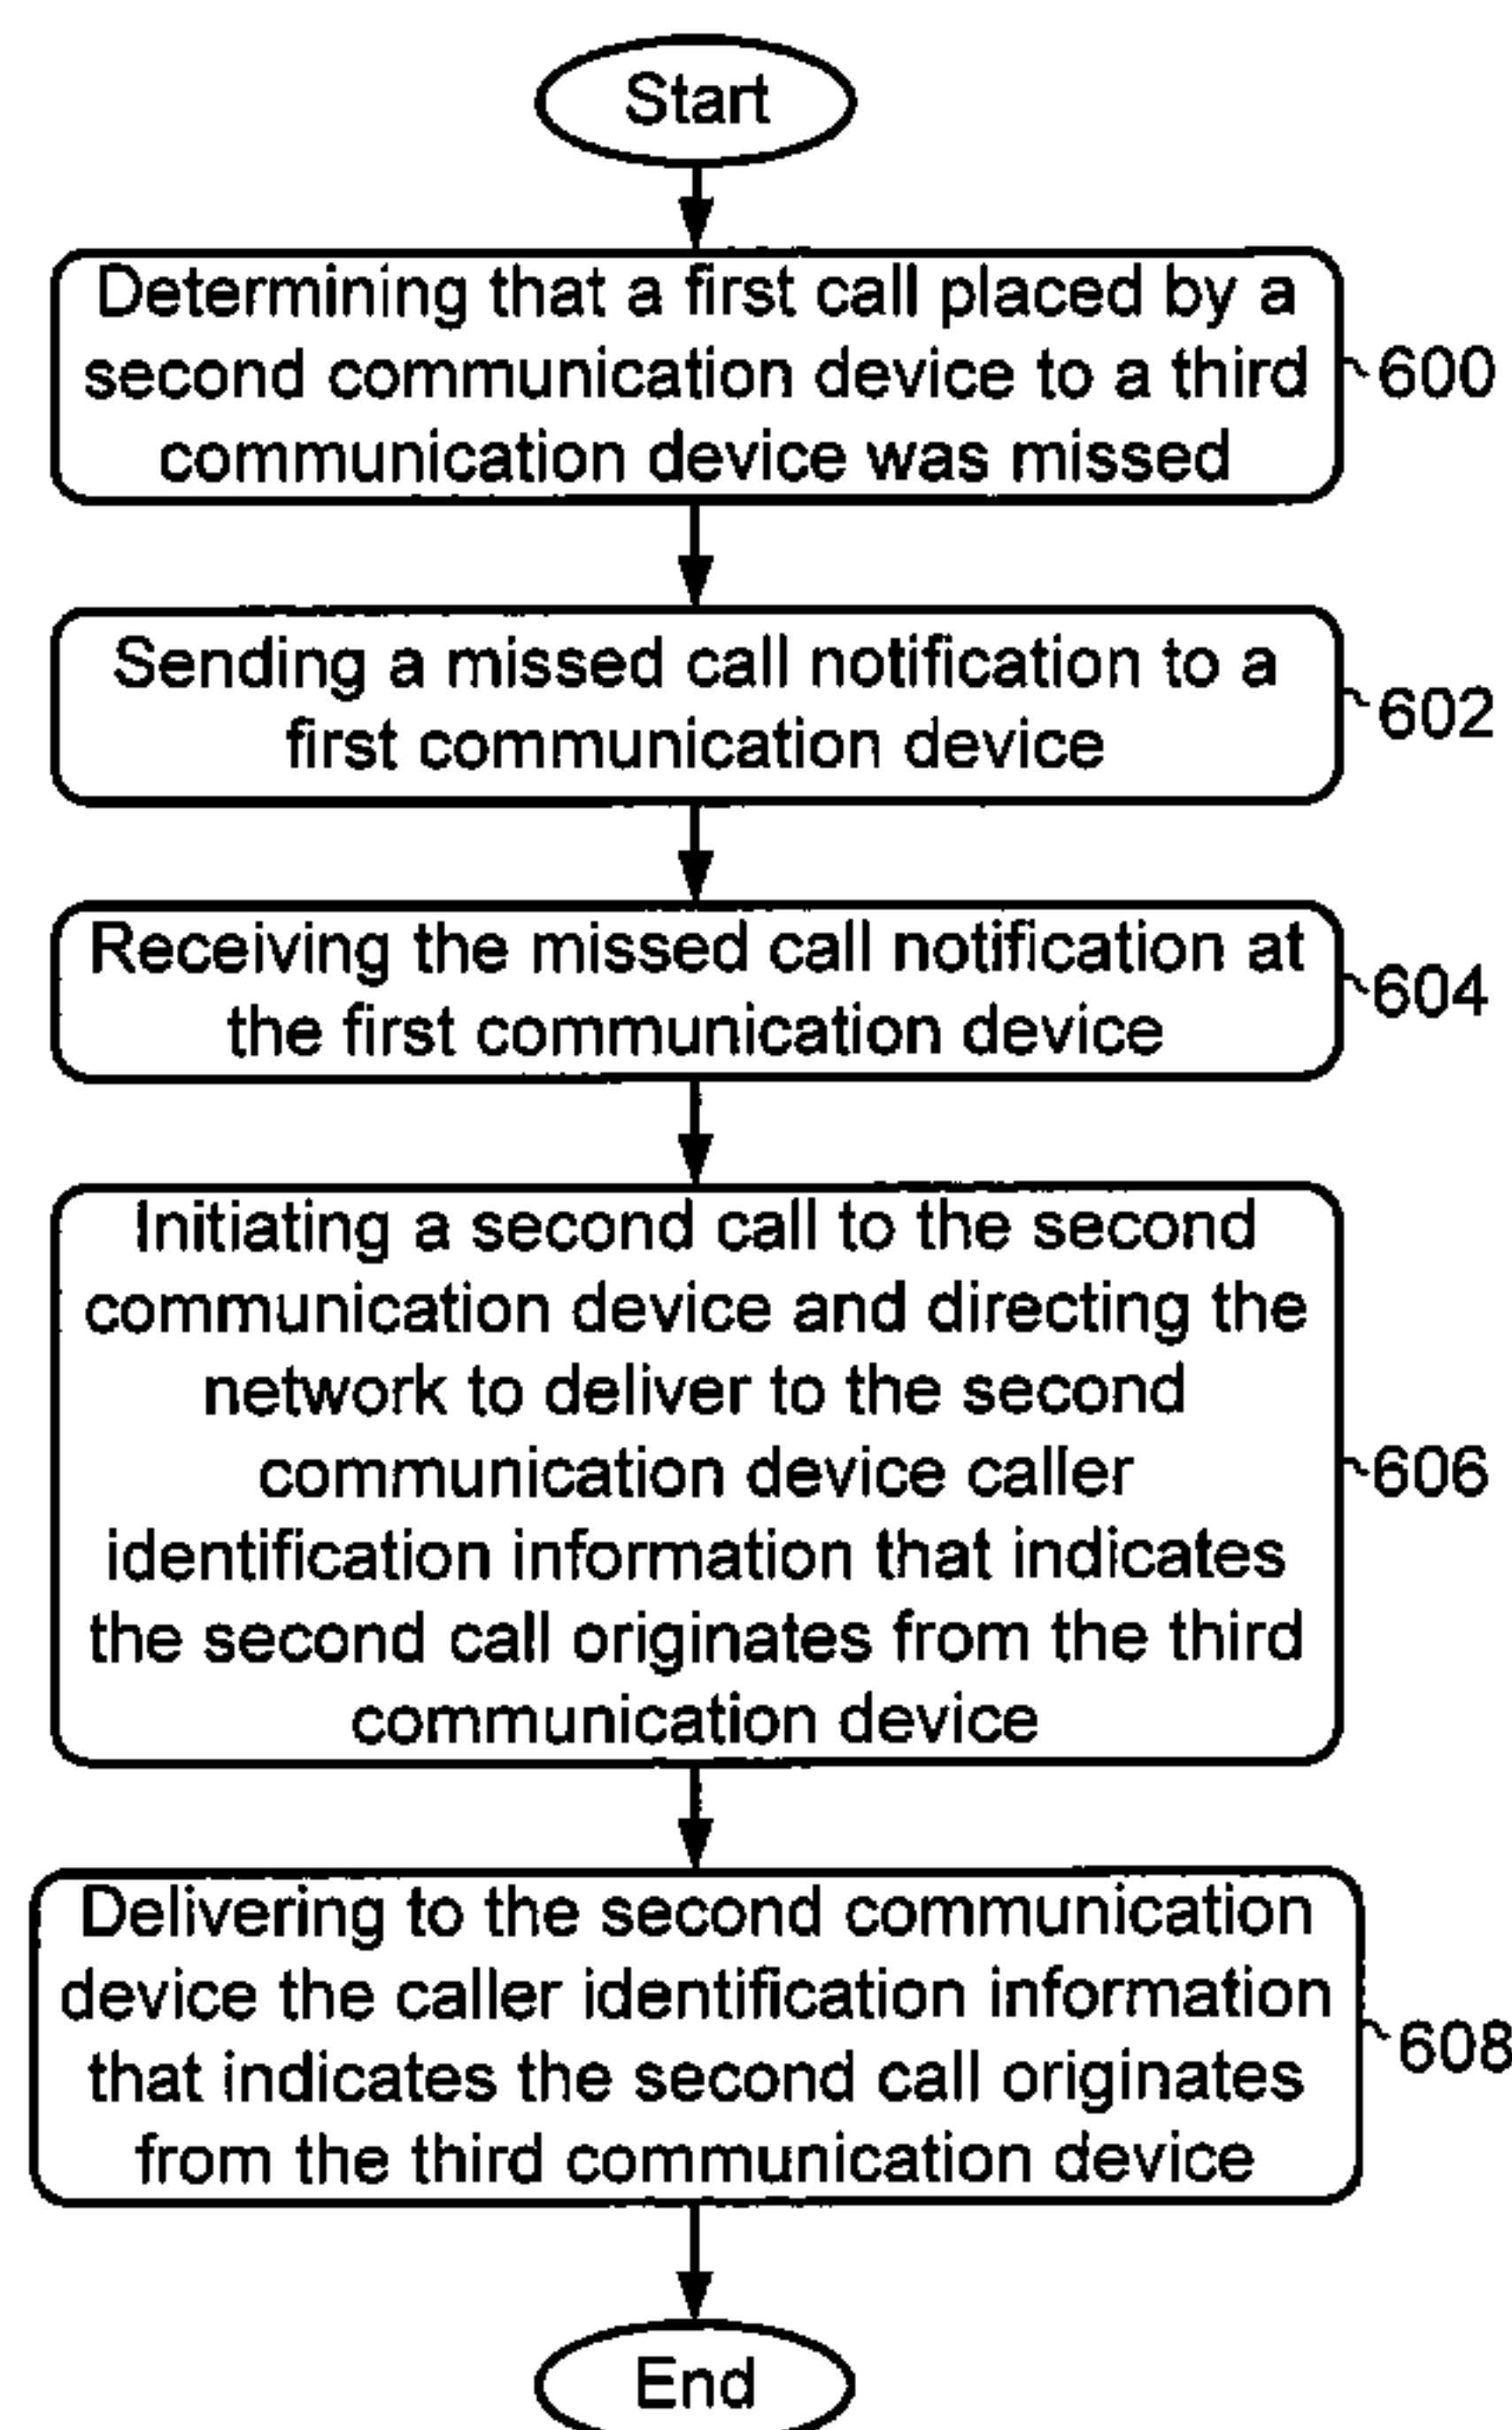 Start
Determining that a first call placed by a
second communication device to a third
communication device was missed
600
Sending a missed call notification to a
first communication device
602
Receiving the missed call notification at
the first communication device
604
Initiating a second call to the second
communication device and directing the
network to deliver to the second
communication device caller
identification information that indicates
the second call originates from the third
communication device
606
Delivering to the second communication
device the caller identification information
that indicates the second call originates
from the third communication device
608
End